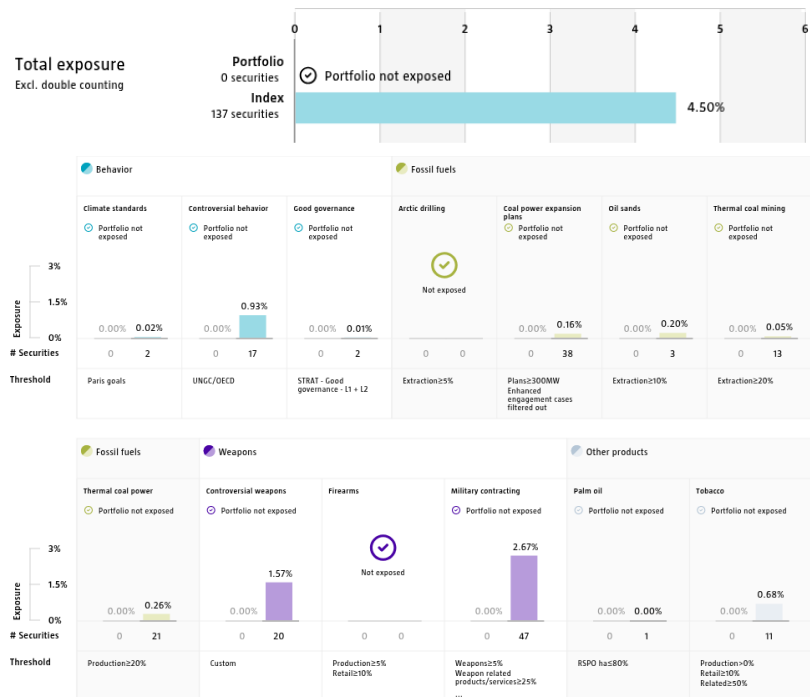 0 1 2 3 4 5 6
Total exposure
Excl. double counting
Portfolio
0 securities
Portfolio not exposed
Index
137 securities
4.50%
Behavior
Fossil fuels
Climate standards
Portfolio not
exposed
Controversial behavior
Portfolio not
exposed
Good governance
Portfolio not
exposed
Arctic drilling
Not exposed
Coal power expansion
plans
Portfolio not
exposed
Oil sands
Portfolio not
exposed
Thermal coal mining
Portfolio not
exposed
Exposure
3%
1.5%
0%
0.00% 0.02%
0.00% 0.93%
0.00% 0.01%
0.00% 0.16%
0.00% 0.20%
0.00% 0.05%
# Securities 0 2 0 17 0 2 0 0 0 38 0 3 0 13
Threshold
Paris goals
UNGC/OECD
STRAT - Good
governance - L1 + L2
Extraction≥5%
Plans≥300MW
Enhanced
engagement cases
filtered out
Extraction≥10%
Extraction≥20%
Fossil fuels
Weapons
Other products
Thermal coal power
Portfolio not exposed
Controversial weapons
Portfolio not exposed
Firearms
Not exposed
Military contracting
Portfolio not exposed
Palm oil
Portfolio not exposed
Tobacco
Portfolio not exposed
Exposure
3%
1.5%
0%
0.00% 0.26%
0.00% 1.57%
0.00% 2.67%
0.00% 0.00%
0.00% 0.68%
# Securities 0 21 0 20 0 0 0 47 0 1 0 11
Threshold
Production≥20%
Custom
Production≥5%
Retail≥10%
Weapons≥5%
Weapon related
products/services≥25%
RSPO ha≤80%
Production>0%
Retail≥10%
Related≥50%